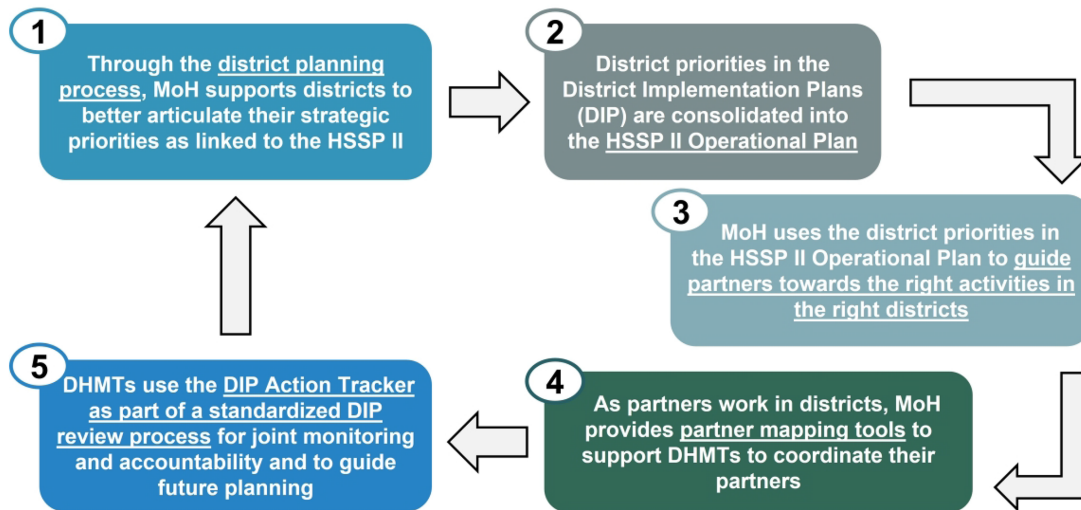 1
Through the district planning
process, MoH supports districts to
better articulate their strategic
priorities as linked to the HSSP II
2
District priorities in the
District Implementation Plans
(DIP) are consolidated into
the HSSP II Operational Plan
3
MoH uses the district priorities in
the HSSP II Operational Plan to guide
partners towards the right activities in
the right districts
4
As partners work in districts, MoH
provides partner mapping tools to
support DHMTs to coordinate their
partners
5
DHMTs use the DIP Action Tracker
as part of a standardized DIP
review process for joint monitoring
and accountability and to guide
future planning